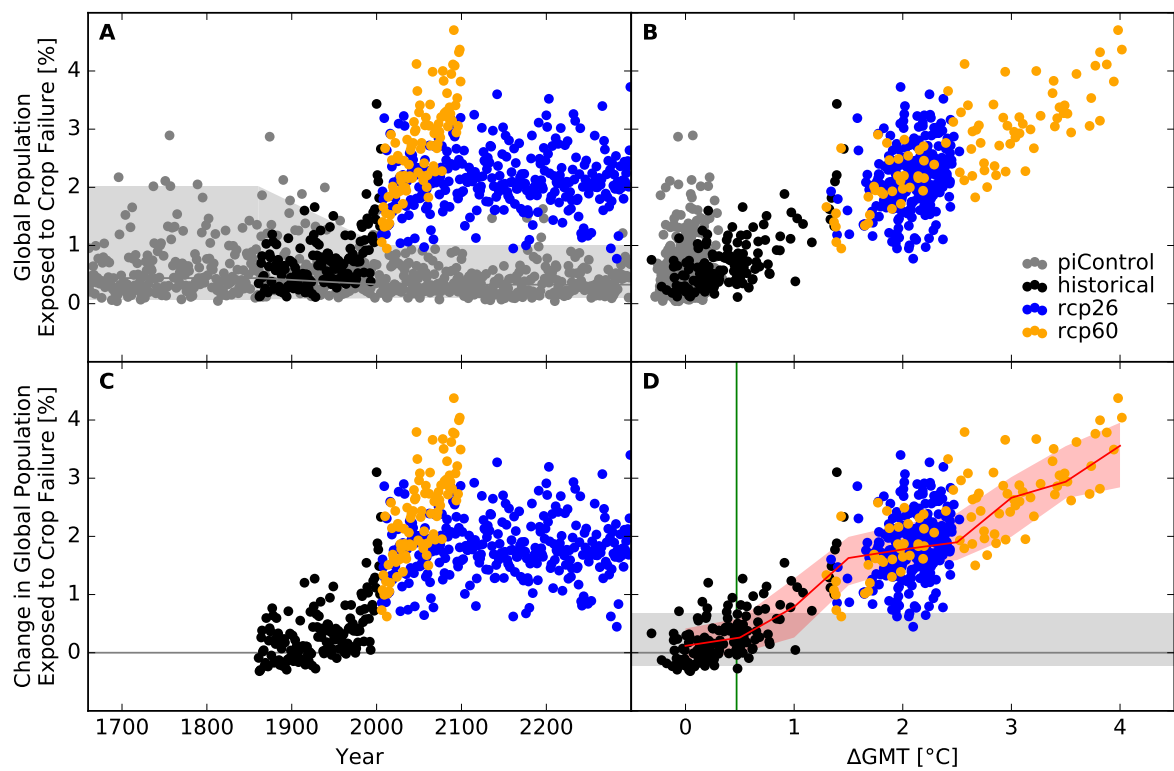 A
B
Global Population
Exposed to Crop Failure [%]
4
3
2
1
0
piControl
historical
rcp26
rcp60
C
D
Change in Global Population
Exposed to Crop Failure [%]
4
3
2
1
0
1700 1800 1900 2000 2100 2200
Year
0 1 2 3 4
ΔGMT [°C]